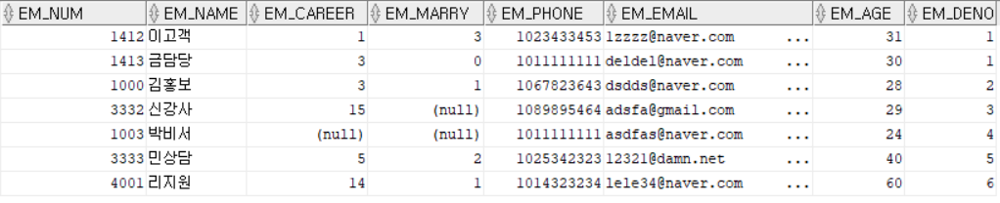 EM_NUM EM_NAME EM_CAREER EM_MARRY EM_PHONE EM_EMAIL EM_AGE EM_DENO
1412 이고객 1 3 1023433453 1zzzz@naver.com ... 31 1
1413 금담당 3 0 1011111111 deldel@naver.com ... 30 1
1000 김홍보 3 1 1067823643 dsdds@naver.com ... 28 2
3332 신강사 15 (null) 1089895464 adsfa@gmail.com ... 29 3
1003 박비서 (null) (null) 1011111111 asdfas@naver.com ... 24 4
3333 민상담 5 2 1025342323 12321@damn.net ... 40 5
4001 리지원 14 1 1014323234 lele34@naver.com ... 60 6